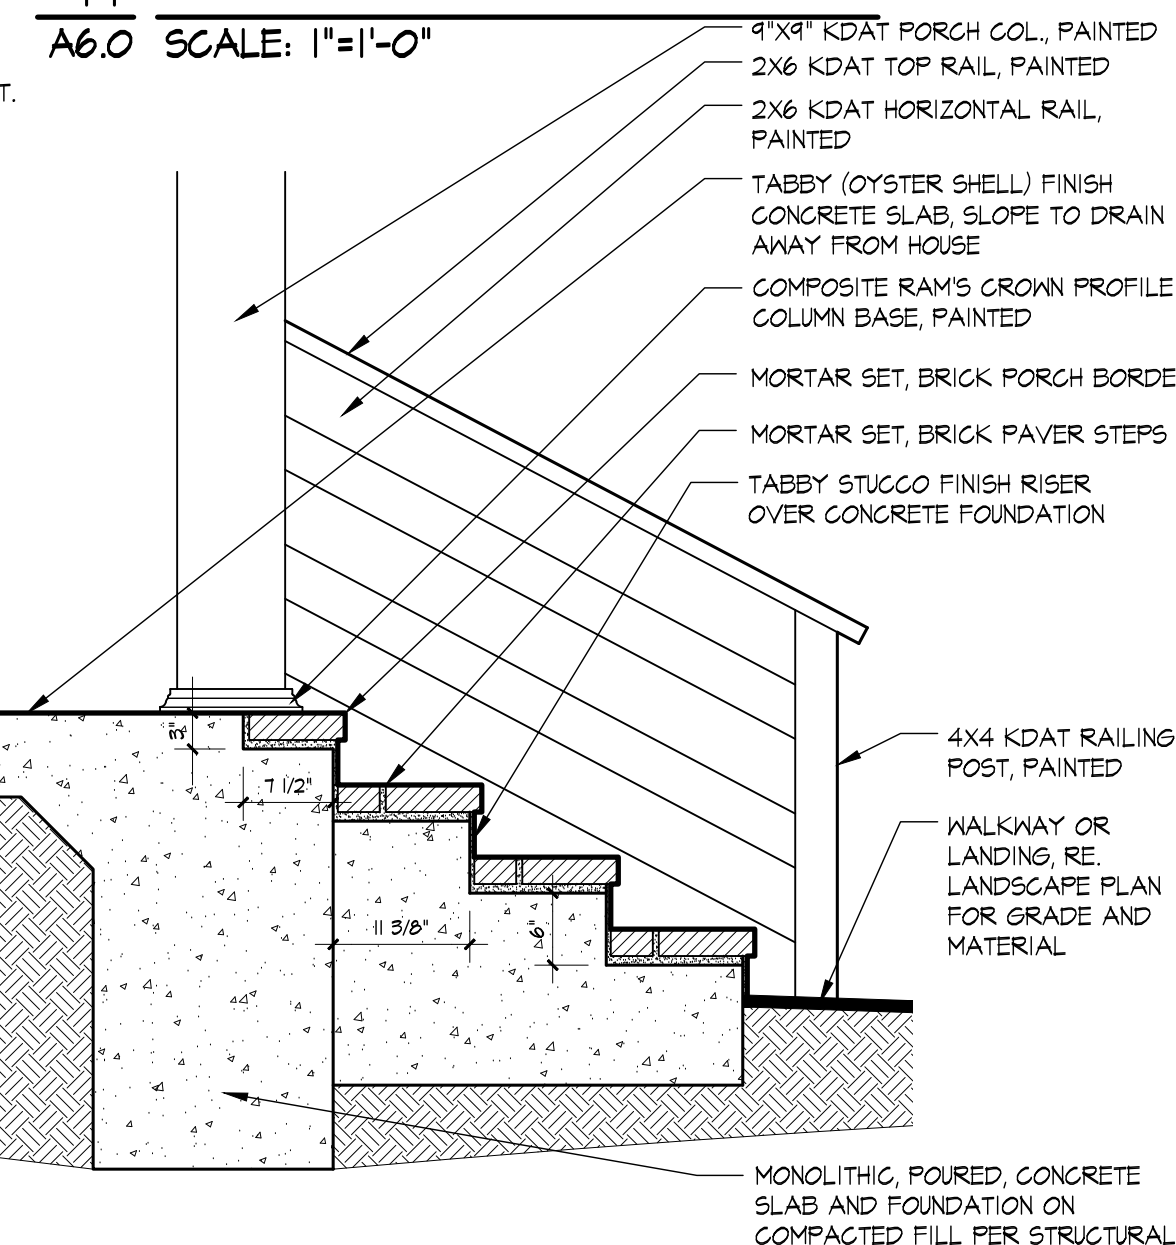 A6.0 SCALE: 1"=1'-0"
T.
9"X9" KDAT PORCH COL., PAINTED
2X6 KDAT TOP RAIL, PAINTED
2X6 KDAT HORIZONTAL RAIL,
PAINTED
TABBY (OYSTER SHELL) FINISH
CONCRETE SLAB, SLOPE TO DRAIN
AWAY FROM HOUSE
COMPOSITE RAM'S CROWN PROFILE
COLUMN BASE, PAINTED
MORTAR SET, BRICK PORCH BORDE
MORTAR SET, BRICK PAVER STEPS
TABBY STUCCO FINISH RISER
OVER CONCRETE FOUNDATION
3"
7 1/2"
11 3/8"
6"
4X4 KDAT RAILING
POST, PAINTED
WALKWAY OR
LANDING, RE.
LANDSCAPE PLAN
FOR GRADE AND
MATERIAL
MONOLITHIC, POURED, CONCRETE
SLAB AND FOUNDATION ON
COMPACTED FILL PER STRUCTURAL